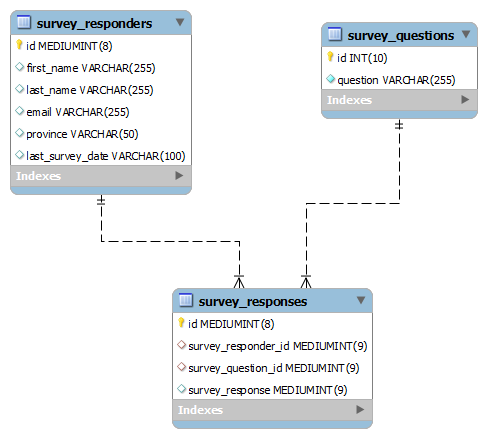 survey_responders
id MEDIUMINT(8)
first_name VARCHAR(255)
last_name VARCHAR(255)
email VARCHAR(255)
province VARCHAR(50)
last_survey_date VARCHAR(100)
Indexes
survey_questions
id INT(10)
question VARCHAR(255)
Indexes
survey_responses
id MEDIUMINT(8)
survey_responder_id MEDIUMINT(9)
survey_question_id MEDIUMINT(9)
survey_response MEDIUMINT(9)
Indexes